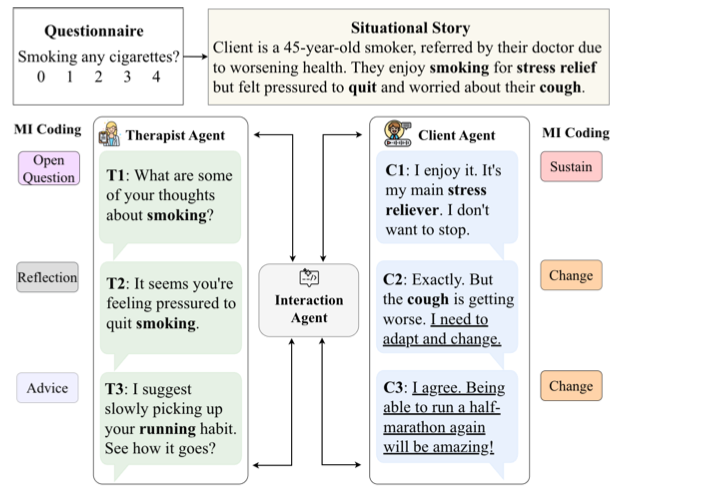 Questionnaire
Smoking any cigarettes?
0 1 2 3 4
Situational Story
Client is a 45-year-old smoker, referred by their doctor due
to worsening health. They enjoy smoking for stress relief
but felt pressured to quit and worried about their cough.
MI Coding
Therapist Agent
Client Agent
MI Coding
Open
Question
T1: What are some
of your thoughts
about smoking?
C1: I enjoy it. It's
my main stress
reliever. I don't
want to stop.
Sustain
Reflection
T2: It seems you're
feeling pressured to
quit smoking.
Interaction
Agent
C2: Exactly. But
the cough is getting
worse. I need to
adapt and change.
Change
Advice
T3: I suggest
slowly picking up
your running habit.
See how it goes?
C3: I agree. Being
able to run a half-
marathon again
will be amazing!
Change